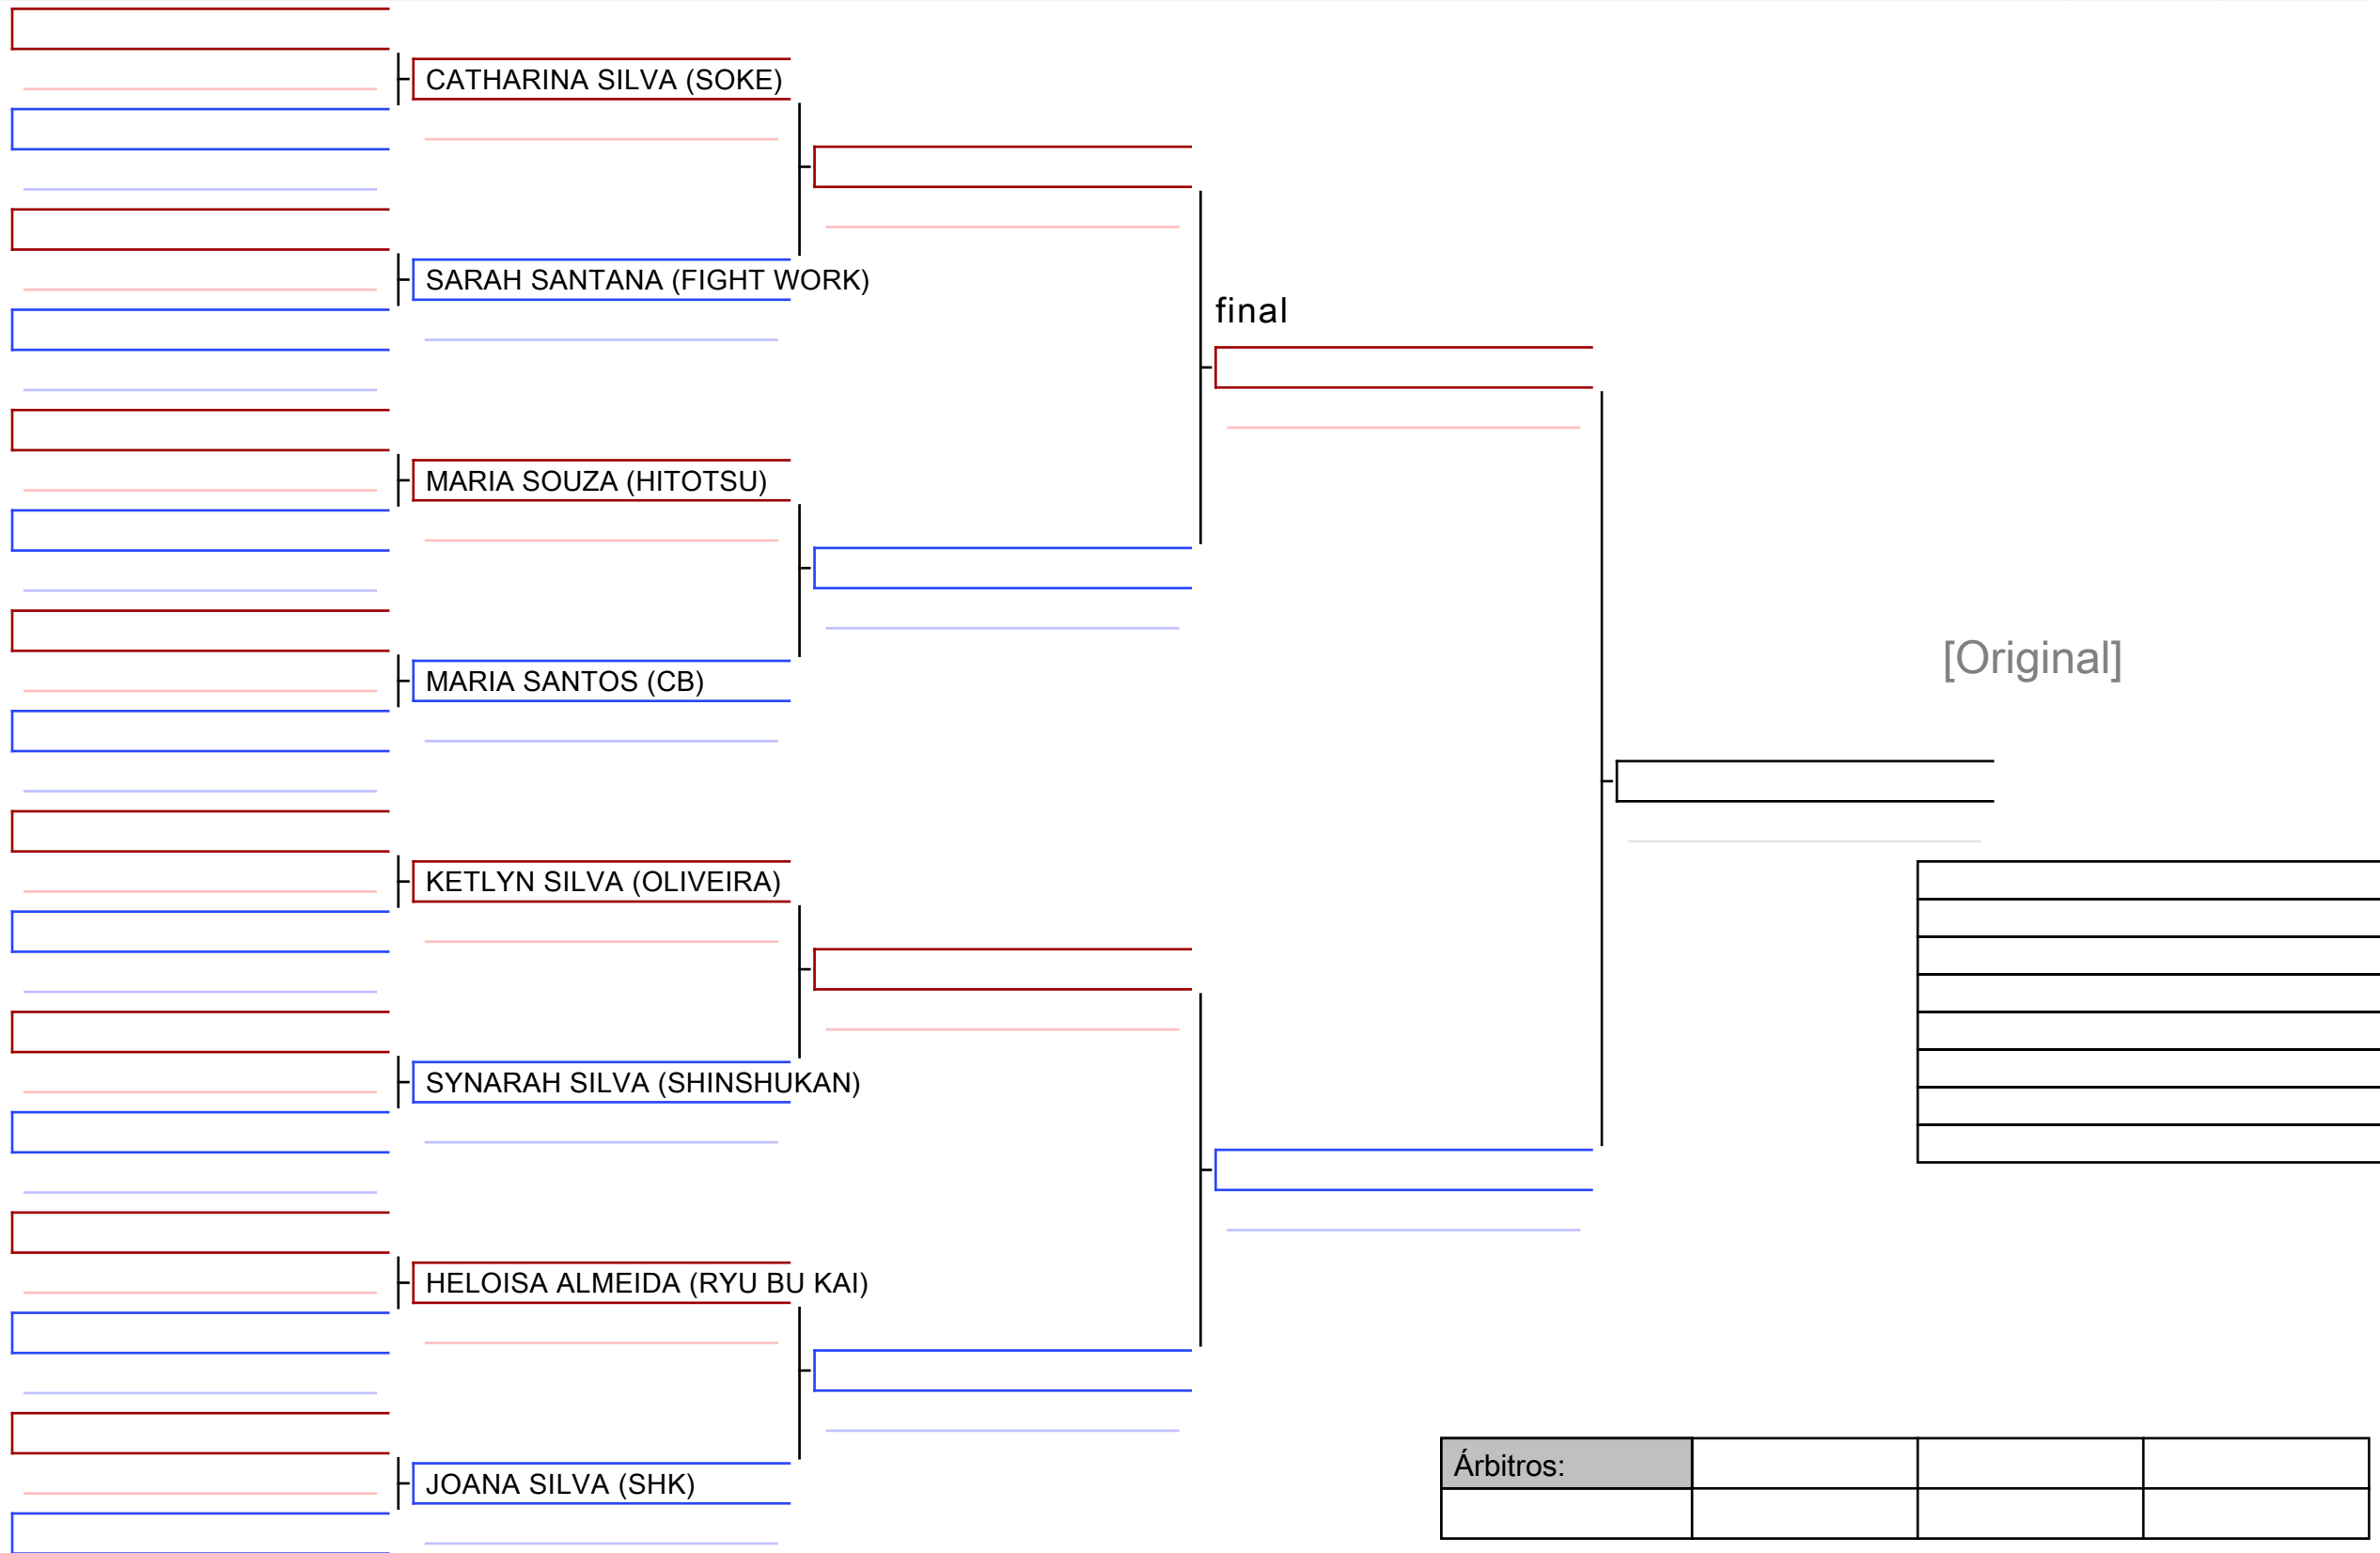 CATHARINA SILVA (SOKE)
SARAH SANTANA (FIGHT WORK)
final
MARIA SOUZA (HITOTSU)
[Original]
MARIA SANTOS (CB)
KETLYN SILVA (OLIVEIRA)
SYNARAH SILVA (SHINSHUKAN)
HELOISA ALMEIDA (RYU BU KAI)
Árbitros:
JOANA SILVA (SHK)